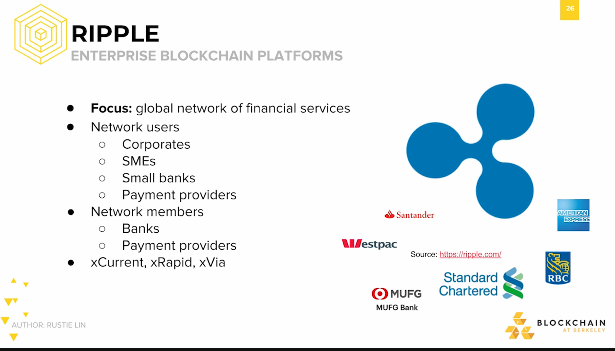 26
RIPPLE
ENTERPRISE BLOCKCHAIN PLATFORMS
● Focus: global network of financial services
● Network users
○ Corporates
○ SMEs
○ Small banks
○ Payment providers
● Network members
○ Banks
○ Payment providers
● xCurrent, xRapid, xVia
Santander
AMERICAN
EXPRESS
Westpac
Source: https://ripple.com/
RBC
Standard
Chartered
MUFG
MUFG Bank
AUTHOR: RUSTIE LIN
BLOCKCHAIN
AT BERKELEY